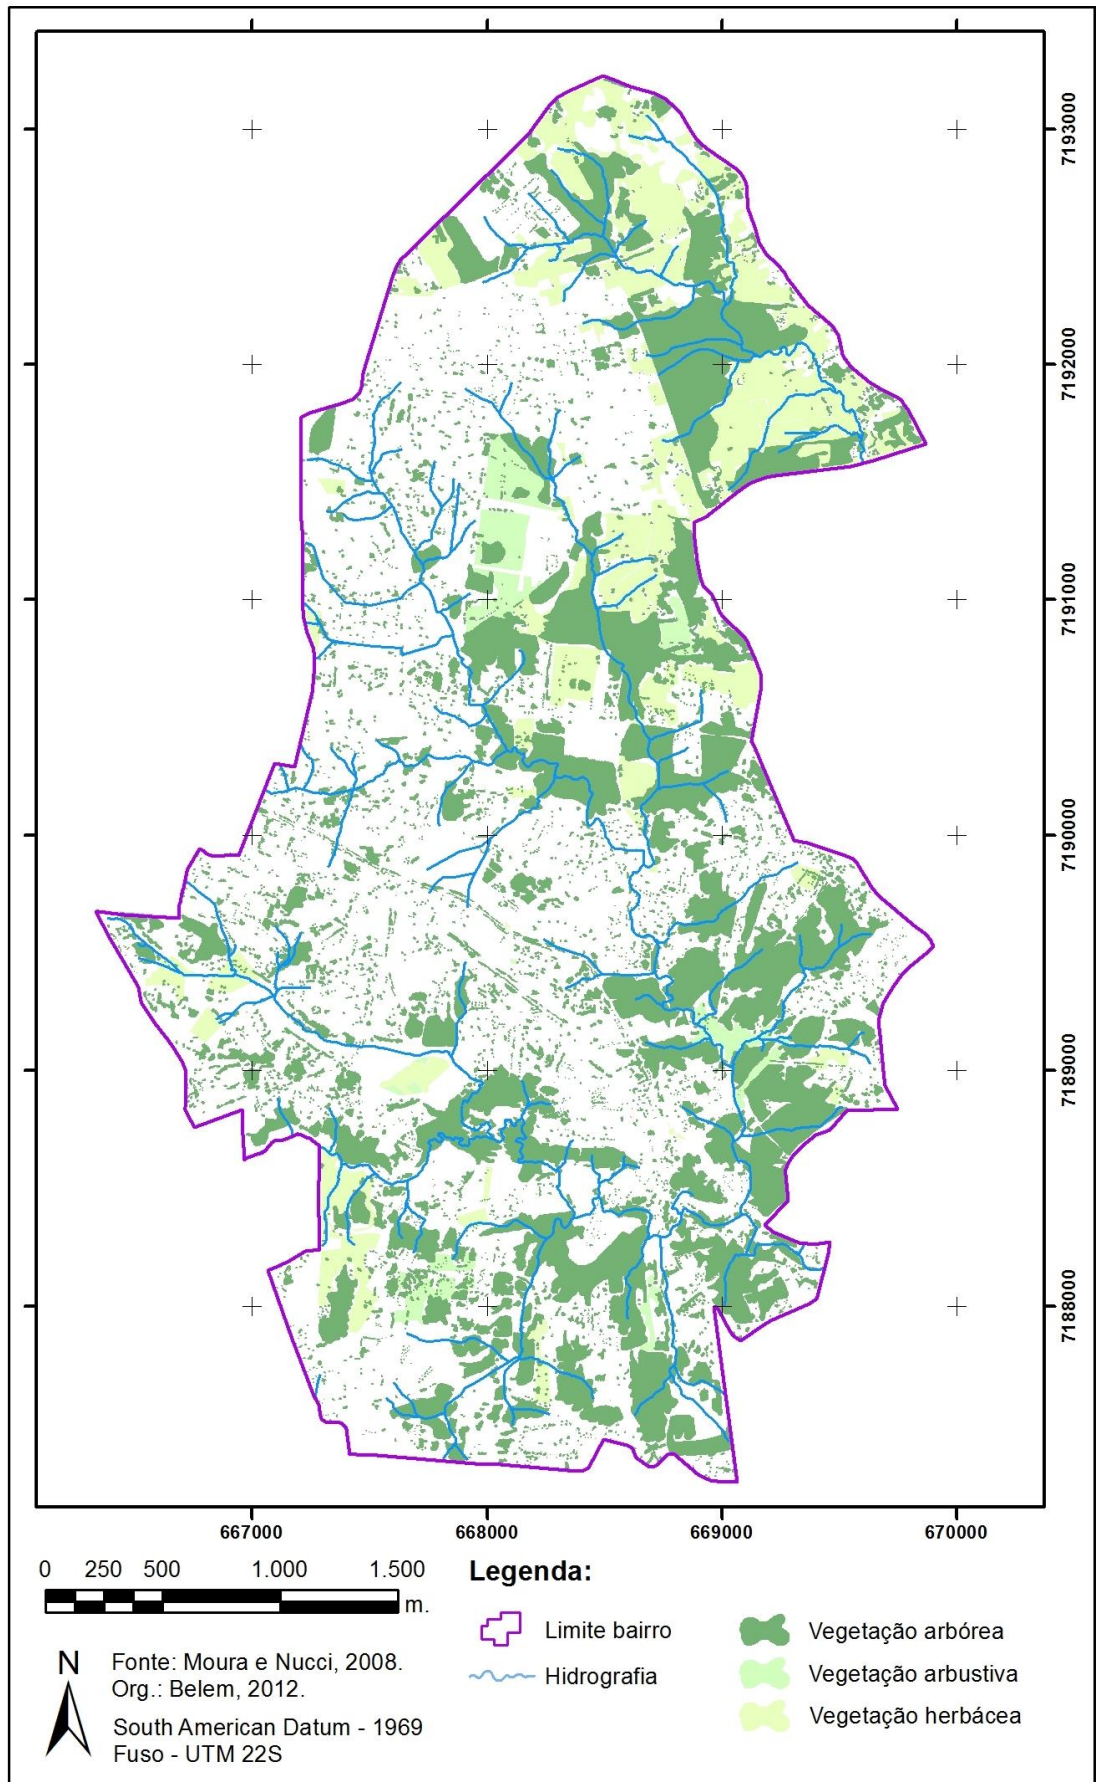 7193000
7192000
7191000
7190000
7189000
7188000
667000 668000 669000 670000
0 250 500 1.000 1.500
m.
Legenda:
Limite bairro
Hidrografia
Vegetação arbórea
Vegetação arbustiva
Vegetação herbácea
N
Fonte: Moura e Nucci, 2008.
Org.: Belem, 2012.
South American Datum - 1969
Fuso - UTM 22S